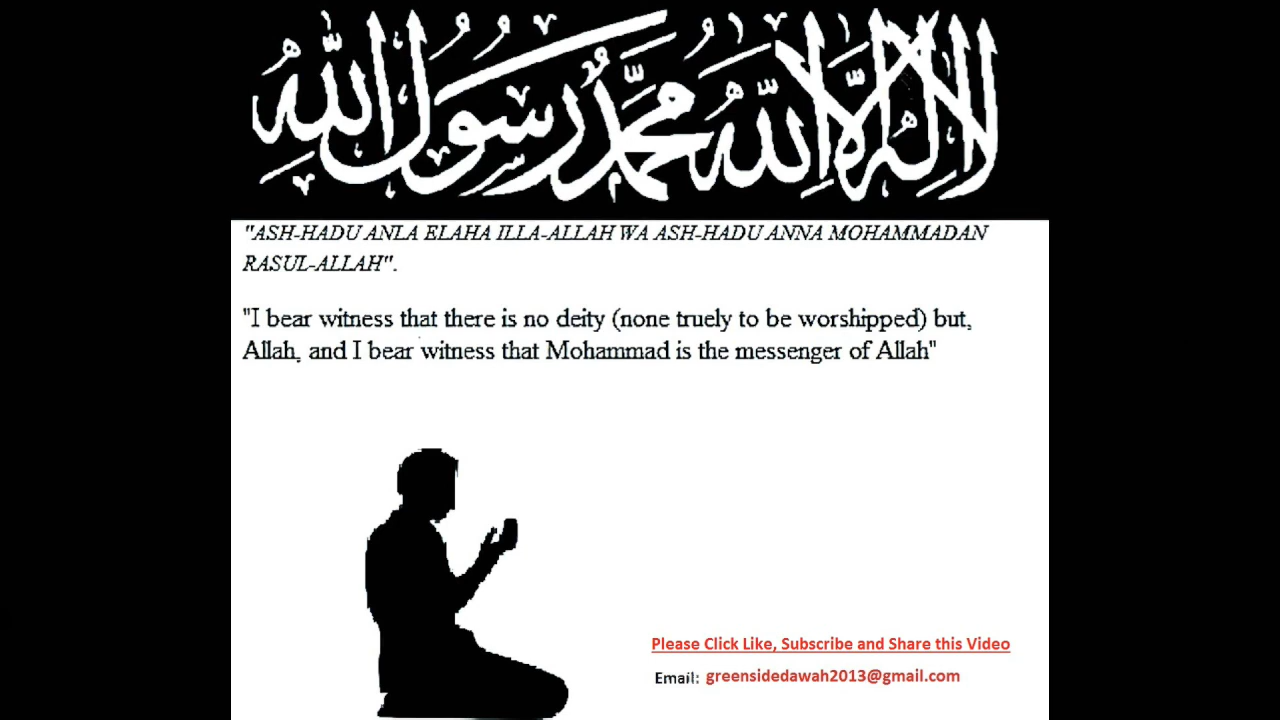 لا إله إلا الله محمد رسول الله
"ASH-HADU ANLA ELAHA ILLA-ALLAH WA ASH-HADU ANNA MOHAMMADAN
RASUL-ALLAH".
"I bear witness that there is no deity (none truely to be worshipped) but,
Allah, and I bear witness that Mohammad is the messenger of Allah"
Please Click Like, Subscribe and Share this Video
Email: greensidedawah2013@gmail.com